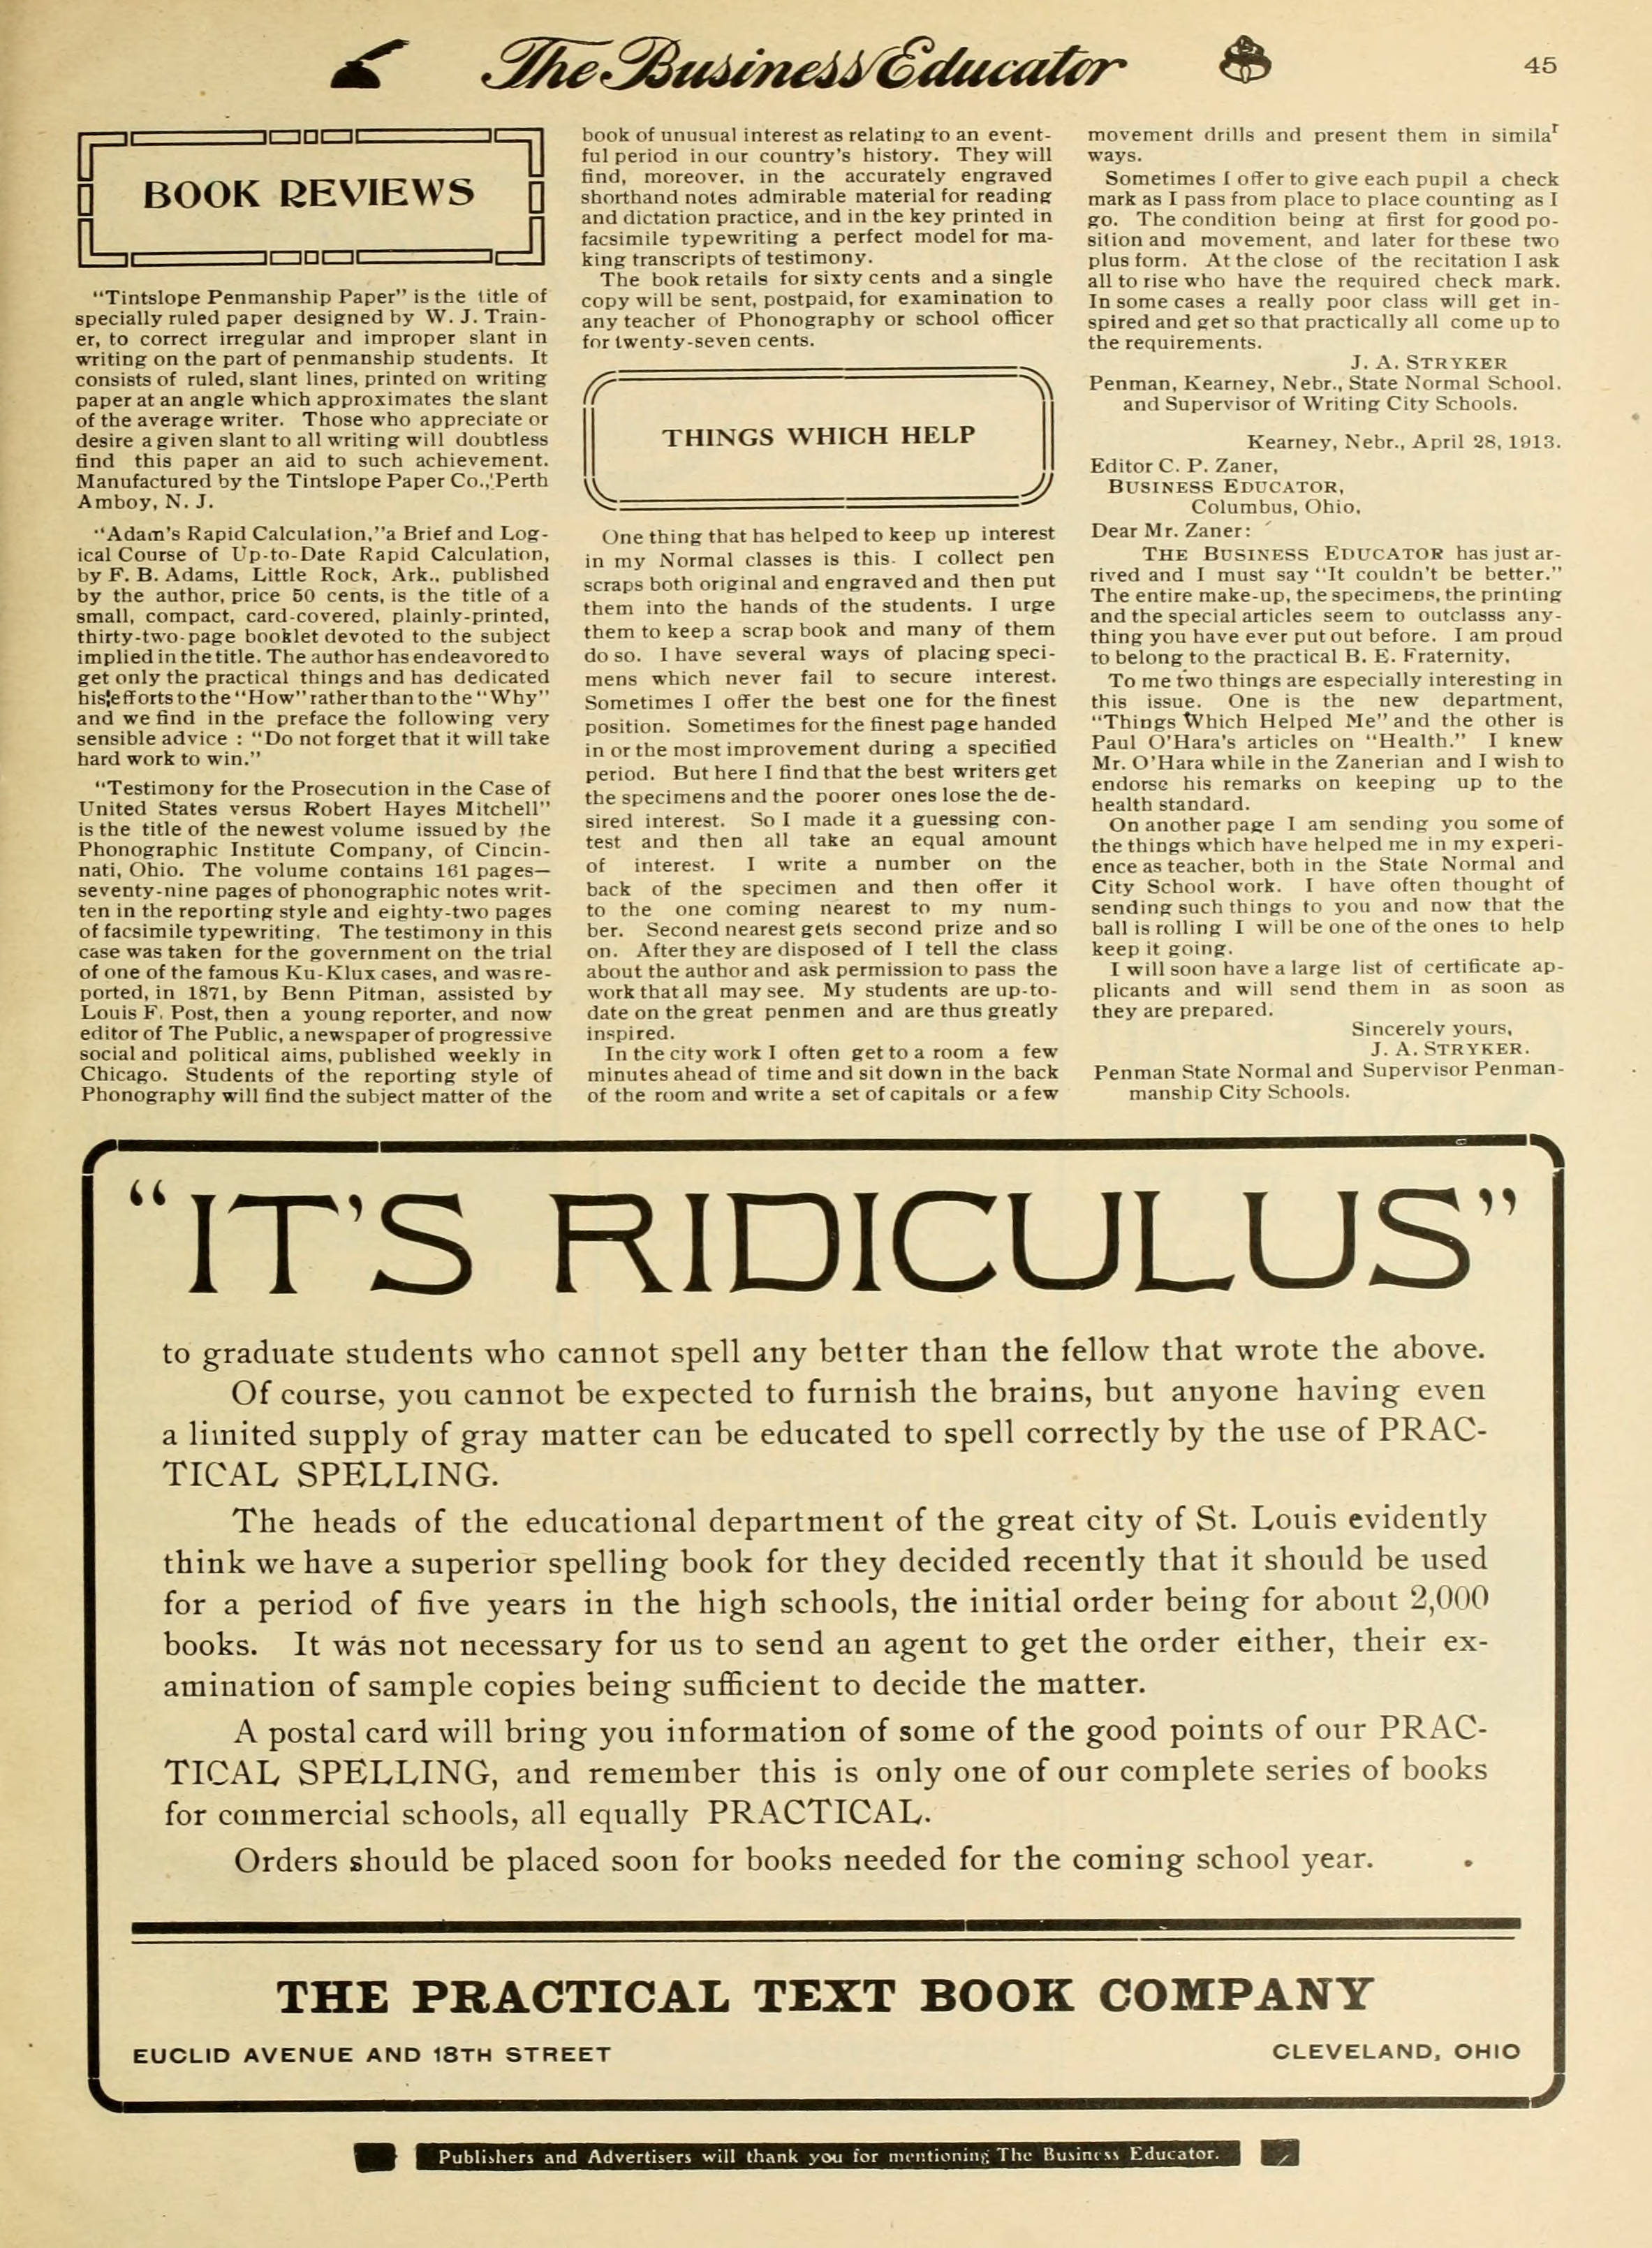 The Business Educator
45
BOOK REVIEWS
"Tintslope Penmanship Paper" is the title of
specially ruled paper designed by W. J. Train-
er, to correct irregular and improper slant in
writing on the part of penmanship students. It
consists of ruled, slant lines, printed on writing
paper at an angle which approximates the slant
of the average writer. Those who appreciate or
desire a given slant to all writing will doubtless
find this paper an aid to such achievement.
Manufactured by the Tintslope Paper Co., Perth
Amboy, N. J.
"Adam's Rapid Calculation," a Brief and Log-
ical Course of Up-to-Date Rapid Calculation,
by F. B. Adams, Little Rock, Ark., published
by the author, price 50 cents, is the title of a
small, compact, card-covered, plainly-printed,
thirty-two-page booklet devoted to the subject
implied in the title. The author has endeavored to
get only the practical things and has dedicated
his efforts to the "How" rather than to the "Why"
and we find in the preface the following very
sensible advice : "Do not forget that it will take
hard work to win."
"Testimony for the Prosecution in the Case of
United States versus Robert Hayes Mitchell"
is the title of the newest volume issued by the
Phonographic Institute Company, of Cincin-
nati, Ohio. The volume contains 161 pages—
seventy-nine pages of phonographic notes writ-
ten in the reporting style and eighty-two pages
of facsimile typewriting. The testimony in this
case was taken for the government on the trial
of one of the famous Ku-Klux cases, and was re-
ported, in 1871, by Benn Pitman, assisted by
Louis F. Post, then a young reporter, and now
editor of The Public, a newspaper of progressive
social and political aims, published weekly in
Chicago. Students of the reporting style of
Phonography will find the subject matter of the
book of unusual interest as relating to an event-
ful period in our country's history. They will
find, moreover, in the accurately engraved
shorthand notes admirable material for reading
and dictation practice, and in the key printed in
facsimile typewriting a perfect model for ma-
king transcripts of testimony.
The book retails for sixty cents and a single
copy will be sent, postpaid, for examination to
any teacher of Phonography or school officer
for twenty-seven cents.
THINGS WHICH HELP
One thing that has helped to keep up interest
in my Normal classes is this. I collect pen
scraps both original and engraved and then put
them into the hands of the students. I urge
them to keep a scrap book and many of them
do so. I have several ways of placing speci-
mens which never fail to secure interest.
Sometimes I offer the best one for the finest
position. Sometimes for the finest page handed
in or the most improvement during a specified
period. But here I find that the best writers get
the specimens and the poorer ones lose the de-
sired interest. So I made it a guessing con-
test and then all take an equal amount
of interest. I write a number on the
back of the specimen and then offer it
to the one coming nearest to my num-
ber. Second nearest gets second prize and so
on. After they are disposed of I tell the class
about the author and ask permission to pass the
work that all may see. My students are up-to-
date on the great penmen and are thus greatly
inspired.
In the city work I often get to a room a few
minutes ahead of time and sit down in the back
of the room and write a set of capitals or a few
movement drills and present them in similar
ways.
Sometimes I offer to give each pupil a check
mark as I pass from place to place counting as I
go. The condition being at first for good po-
sition and movement, and later for these two
plus form. At the close of the recitation I ask
all to rise who have the required check mark.
In some cases a really poor class will get in-
spired and get so that practically all come up to
the requirements.
J. A. STRYKER
Penman, Kearney, Nebr., State Normal School.
and Supervisor of Writing City Schools.
Kearney, Nebr., April 28, 1913.
Editor C. P. Zaner,
BUSINESS EDUCATOR,
Columbus, Ohio,
Dear Mr. Zaner:
THE BUSINESS EDUCATOR has just ar-
rived and I must say "It couldn't be better."
The entire make-up, the specimens, the printing
and the special articles seem to outclasss any-
thing you have ever put out before. I am proud
to belong to the practical B. E. Fraternity.
To me two things are especially interesting in
this issue. One is the new department,
"Things Which Helped Me" and the other is
Paul O'Hara's articles on "Health." I knew
Mr. O'Hara while in the Zanerian and I wish to
endorse his remarks on keeping up to the
health standard.
On another page I am sending you some of
the things which have helped me in my experi-
ence as teacher, both in the State Normal and
City School work. I have often thought of
sending such things to you and now that the
ball is rolling I will be one of the ones to help
keep it going.
I will soon have a large list of certificate ap-
plicants and will send them in as soon as
they are prepared.
Sincerely yours,
J. A. STRYKER.
Penman State Normal and Supervisor Penman-
manship City Schools.
"IT'S RIDICULUS"
to graduate students who cannot spell any better than the fellow that wrote the above.
Of course, you cannot be expected to furnish the brains, but anyone having even
a limited supply of gray matter can be educated to spell correctly by the use of PRAC-
TICAL SPELLING.
The heads of the educational department of the great city of St. Louis evidently
think we have a superior spelling book for they decided recently that it should be used
for a period of five years in the high schools, the initial order being for about 2,000
books. It was not necessary for us to send an agent to get the order either, their ex-
amination of sample copies being sufficient to decide the matter.
A postal card will bring you information of some of the good points of our PRAC-
TICAL SPELLING, and remember this is only one of our complete series of books
for commercial schools, all equally PRACTICAL.
Orders should be placed soon for books needed for the coming school year.
THE PRACTICAL TEXT BOOK COMPANY
EUCLID AVENUE AND 18TH STREET
CLEVELAND, OHIO
Publishers and Advertisers will thank you for mentioning The Business Educator.